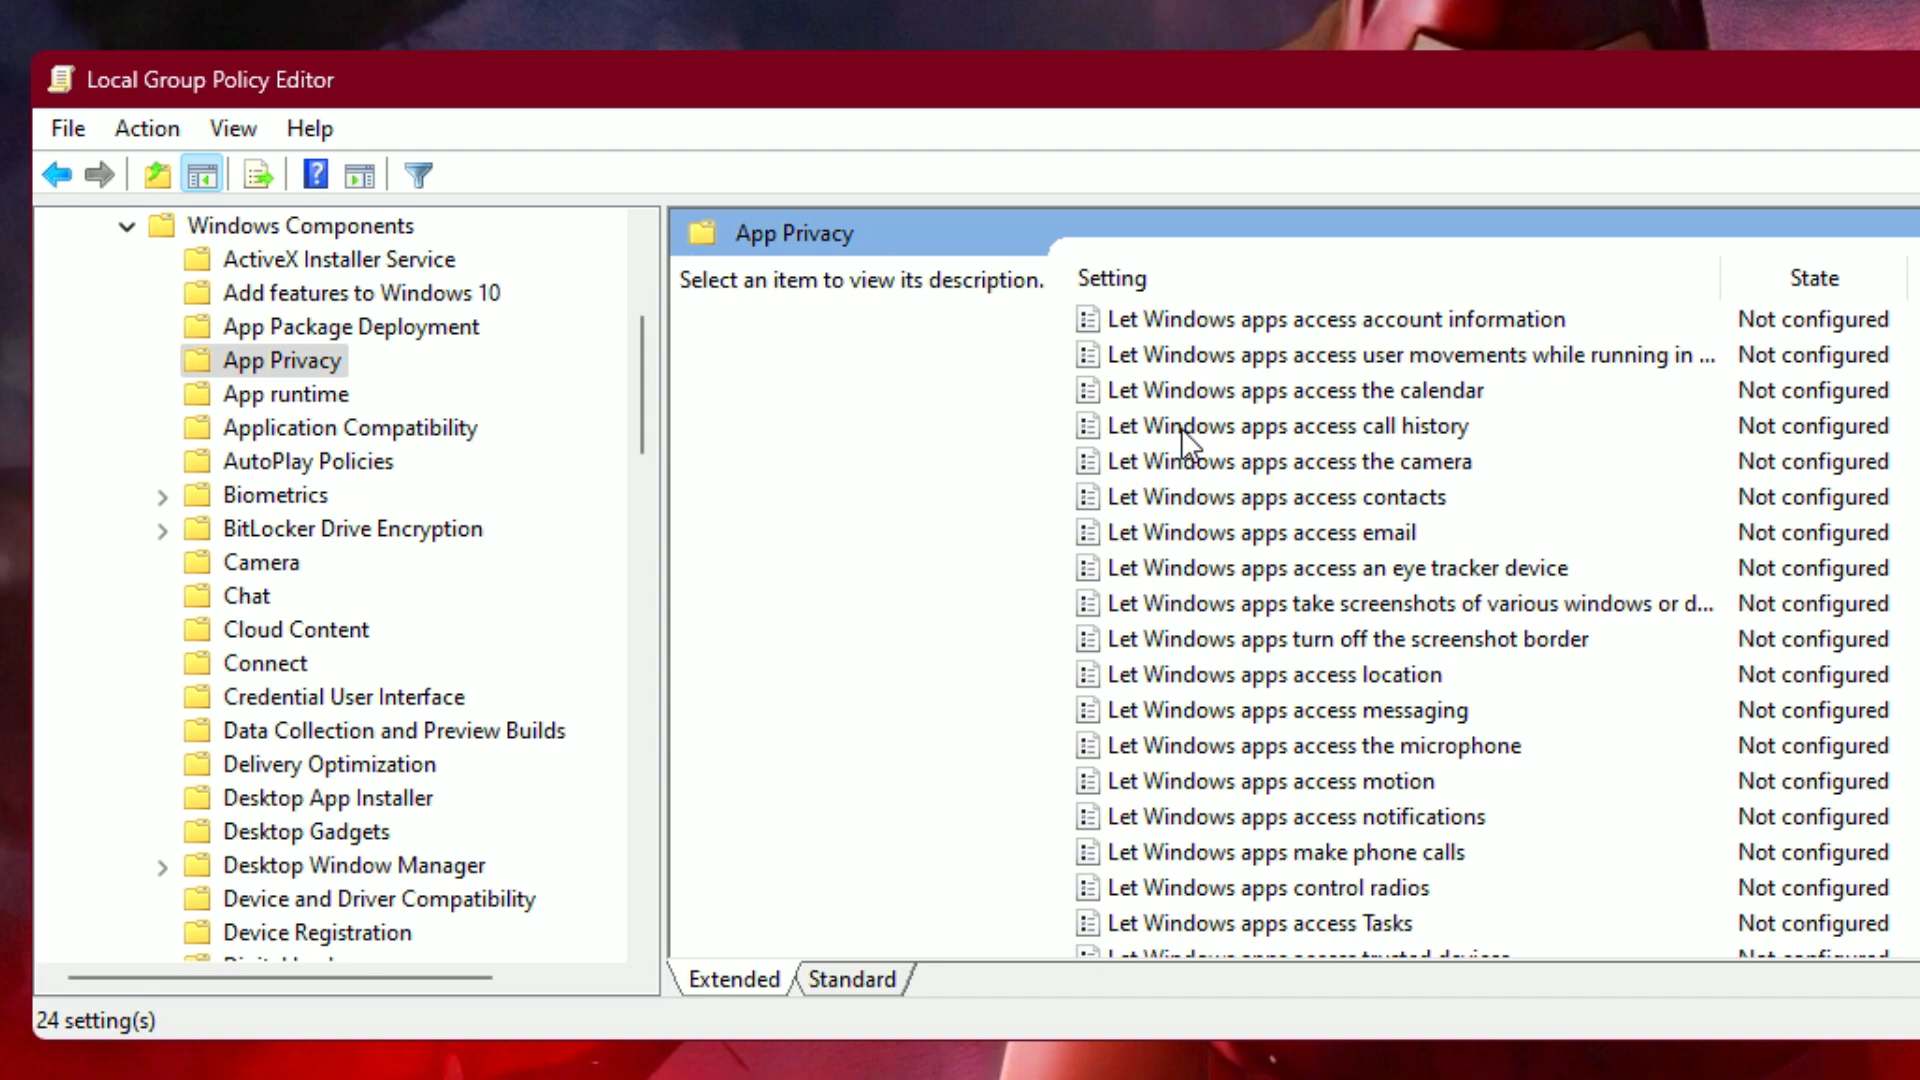 Local Group Policy Editor
File Action View Help
Windows Components
ActiveX Installer Service
Add features to Windows 10
App Package Deployment
App Privacy
App runtime
Application Compatibility
AutoPlay Policies
Biometrics
BitLocker Drive Encryption
Camera
Chat
Cloud Content
Connect
Credential User Interface
Data Collection and Preview Builds
Delivery Optimization
Desktop App Installer
Desktop Gadgets
Desktop Window Manager
Device and Driver Compatibility
Device Registration
App Privacy
Select an item to view its description.
Setting State
Let Windows apps access account information Not configured
Let Windows apps access user movements while running in ... Not configured
Let Windows apps access the calendar Not configured
Let Windows apps access call history Not configured
Let Windows apps access the camera Not configured
Let Windows apps access contacts Not configured
Let Windows apps access email Not configured
Let Windows apps access an eye tracker device Not configured
Let Windows apps take screenshots of various windows or d... Not configured
Let Windows apps turn off the screenshot border Not configured
Let Windows apps access location Not configured
Let Windows apps access messaging Not configured
Let Windows apps access the microphone Not configured
Let Windows apps access motion Not configured
Let Windows apps access notifications Not configured
Let Windows apps make phone calls Not configured
Let Windows apps control radios Not configured
Let Windows apps access Tasks Not configured
Let Windows apps access trusted devices Not configured
Extended Standard
24 setting(s)